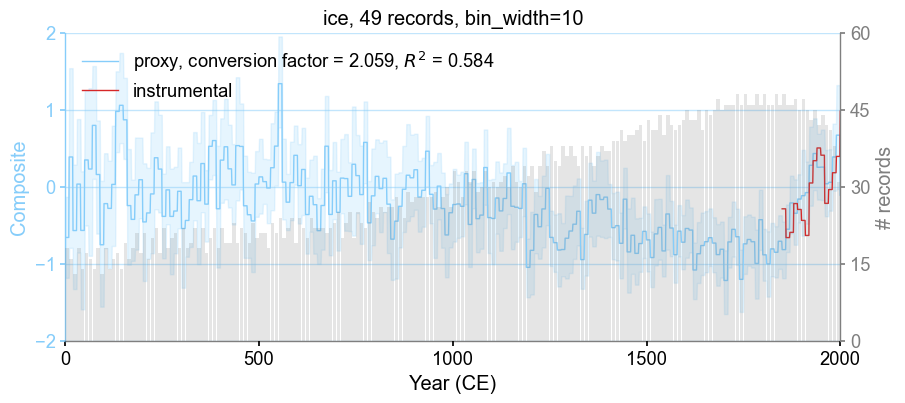 ice, 49 records, bin_width=10
proxy, conversion factor = 2.059, R² = 0.584
instrumental
Composite
2
1
0
−1
−2
60
45
30
15
0
# records
0
500
1000
1500
2000
Year (CE)